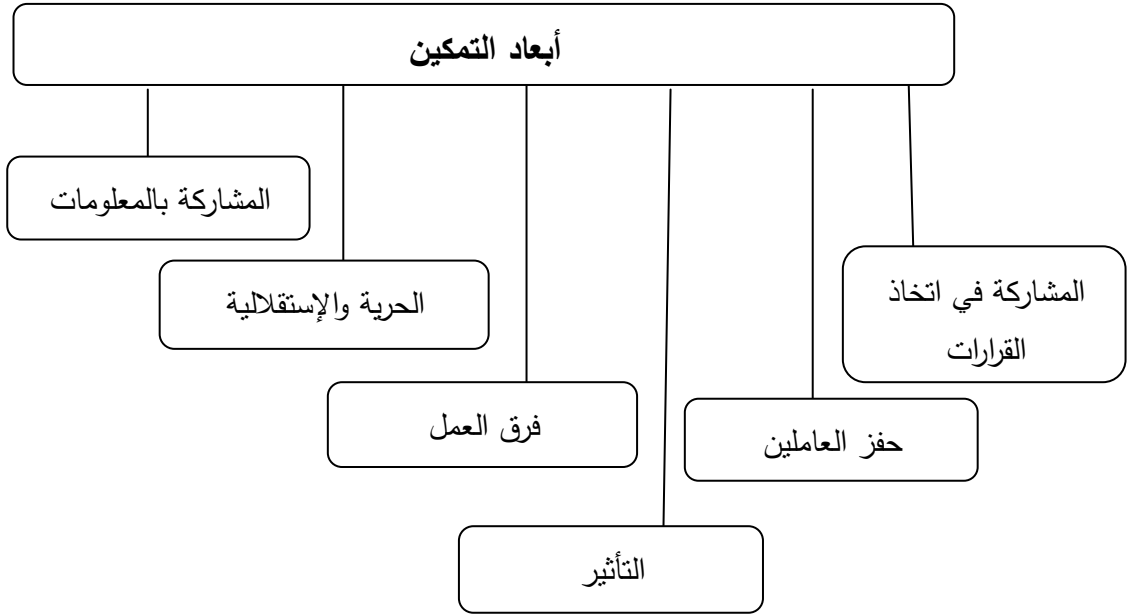 أبعاد التمكين
المشاركة بالمعلومات
الحرية والإستقلالية
المشاركة في اتخاذ
القرارات
فرق العمل
حفز العاملين
التأثير